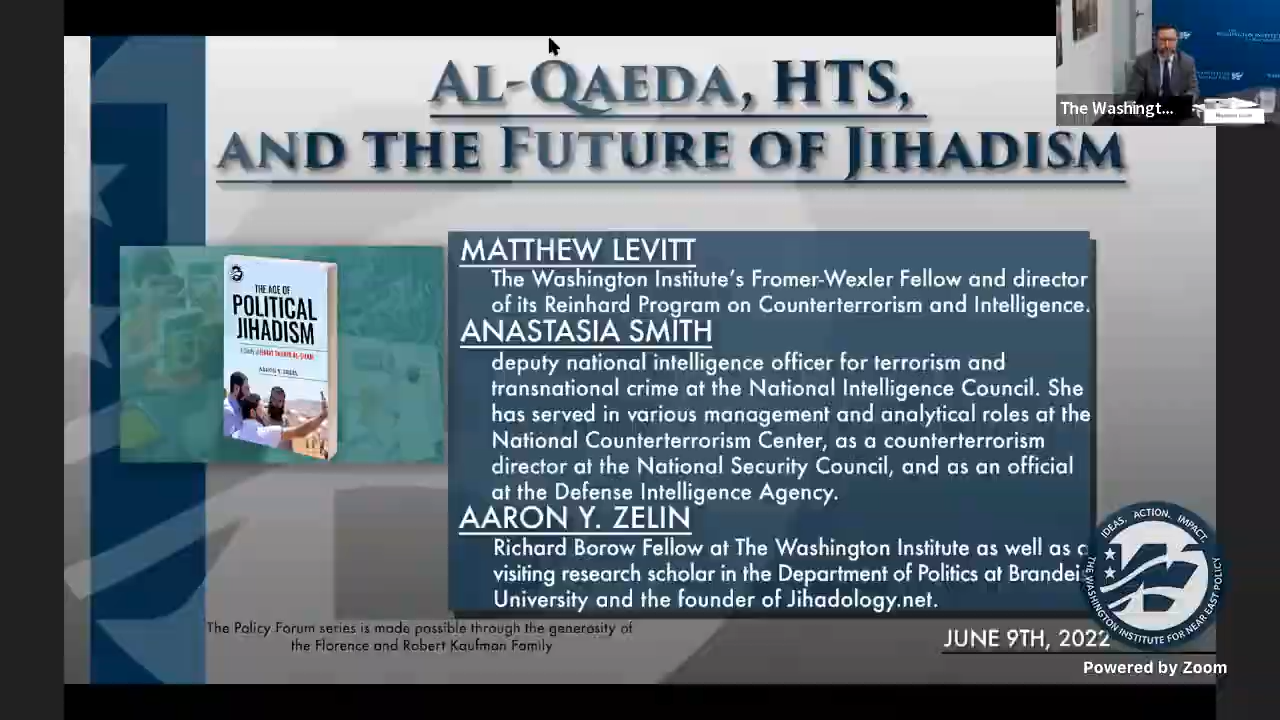 AL-QAEDA, HTS,
AND THE FUTURE OF JIHADISM
The Washingt...
MATTHEW LEVITT
The Washington Institute's Fromer-Wexler Fellow and director
of its Reinhard Program on Counterterrorism and Intelligence.
ANASTASIA SMITH
deputy national intelligence officer for terrorism and
transnational crime at the National Intelligence Council. She
has served in various management and analytical roles at the
National Counterterrorism Center, as a counterterrorism
director at the National Security Council, and as an official
at the Defense Intelligence Agency.
AARON Y. ZELIN
Richard Borow Fellow at The Washington Institute as well as a
visiting research scholar in the Department of Politics at Brandei
University and the founder of Jihadology.net.
THE AGE OF
POLITICAL
JIHADISM
AARON Y. ZELIN
The Policy Forum series is made possible through the generosity of
the Florence and Robert Kaufman Family
JUNE 9TH, 2022
IDEAS. ACTION. IMPACT.
THE WASHINGTON INSTITUTE FOR NEAR EAST POLICY
Powered by Zoom